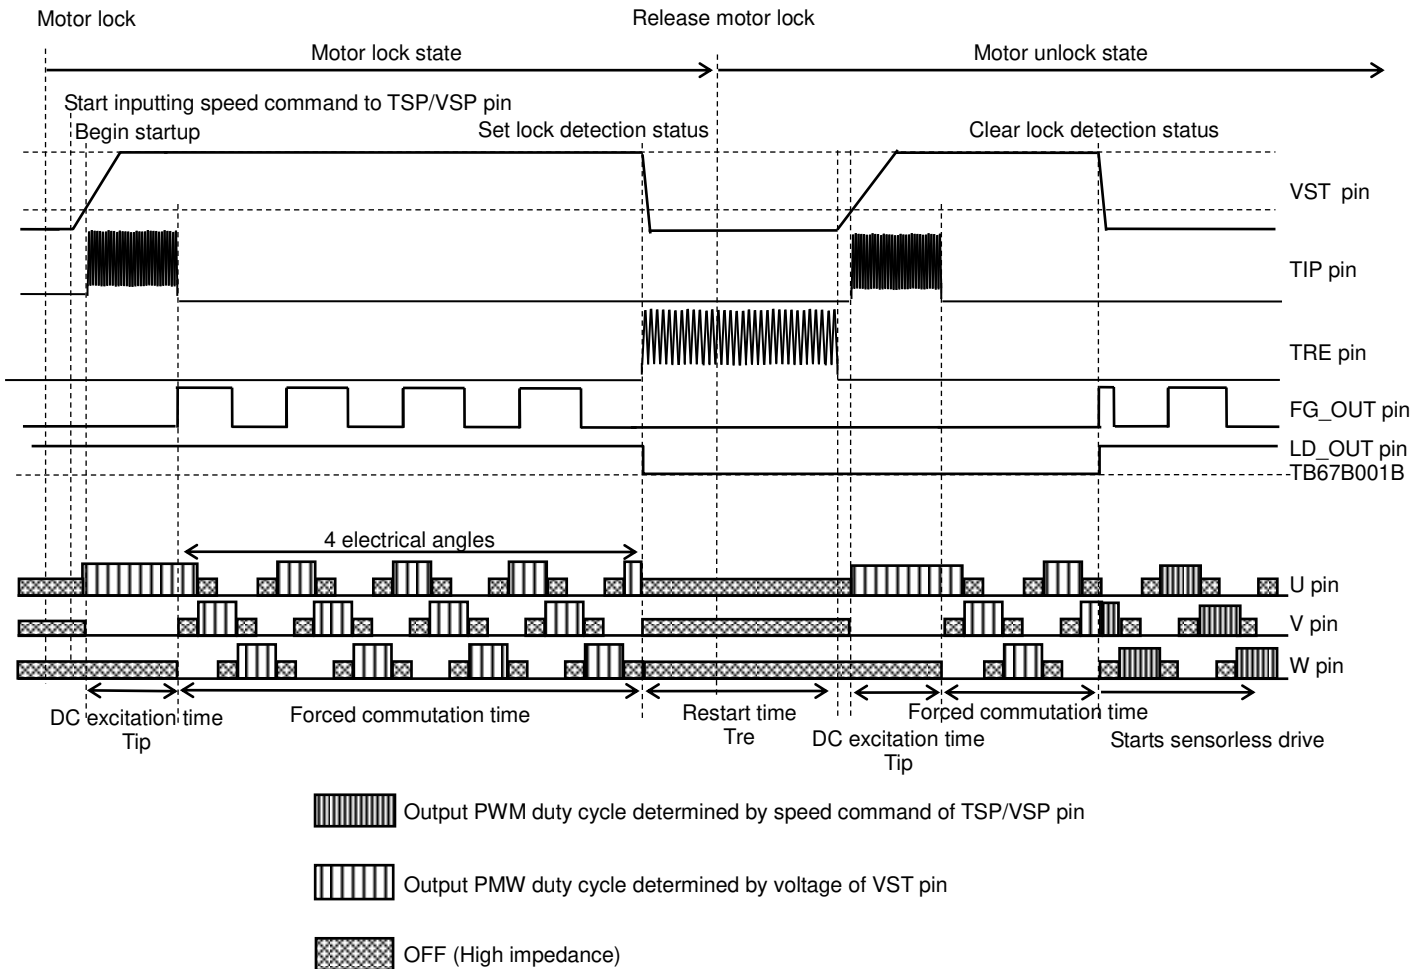 Motor lock
Release motor lock
Motor lock state
Motor unlock state
Start inputting speed command to TSP/VSP pin
Begin startup
Set lock detection status
Clear lock detection status
VST pin
TIP pin
TRE pin
FG_OUT pin
LD_OUT pin
TB67B001B
4 electrical angles
U pin
V pin
W pin
DC excitation time
Tip
Forced commutation time
Restart time
Tre
DC excitation time
Tip
Forced commutation time
Starts sensorless drive
Output PWM duty cycle determined by speed command of TSP/VSP pin
Output PMW duty cycle determined by voltage of VST pin
OFF (High impedance)